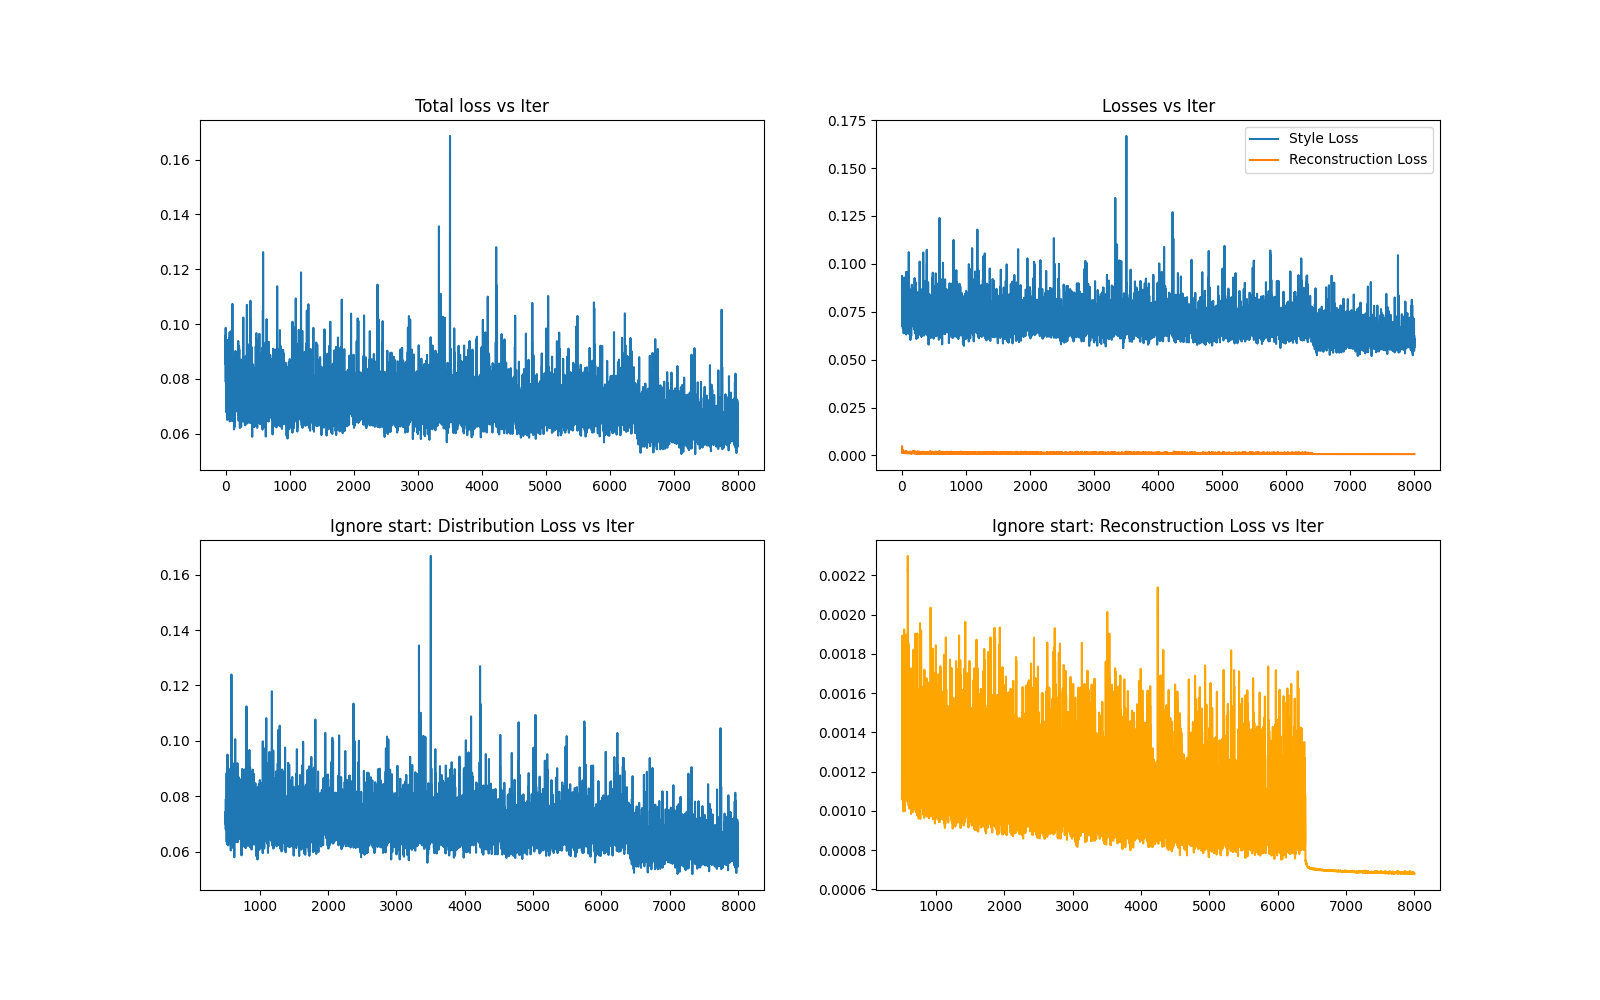 Total loss vs Iter
0.16
0.14
0.12
0.10
0.08
0.06
0 1000 2000 3000 4000 5000 6000 7000 8000
Losses vs Iter
0.175
0.150
0.125
0.100
0.075
0.050
0.025
0.000
Style Loss
Reconstruction Loss
0 1000 2000 3000 4000 5000 6000 7000 8000
Ignore start: Distribution Loss vs Iter
0.16
0.14
0.12
0.10
0.08
0.06
1000 2000 3000 4000 5000 6000 7000 8000
Ignore start: Reconstruction Loss vs Iter
0.0022
0.0020
0.0018
0.0016
0.0014
0.0012
0.0010
0.0008
0.0006
1000 2000 3000 4000 5000 6000 7000 8000